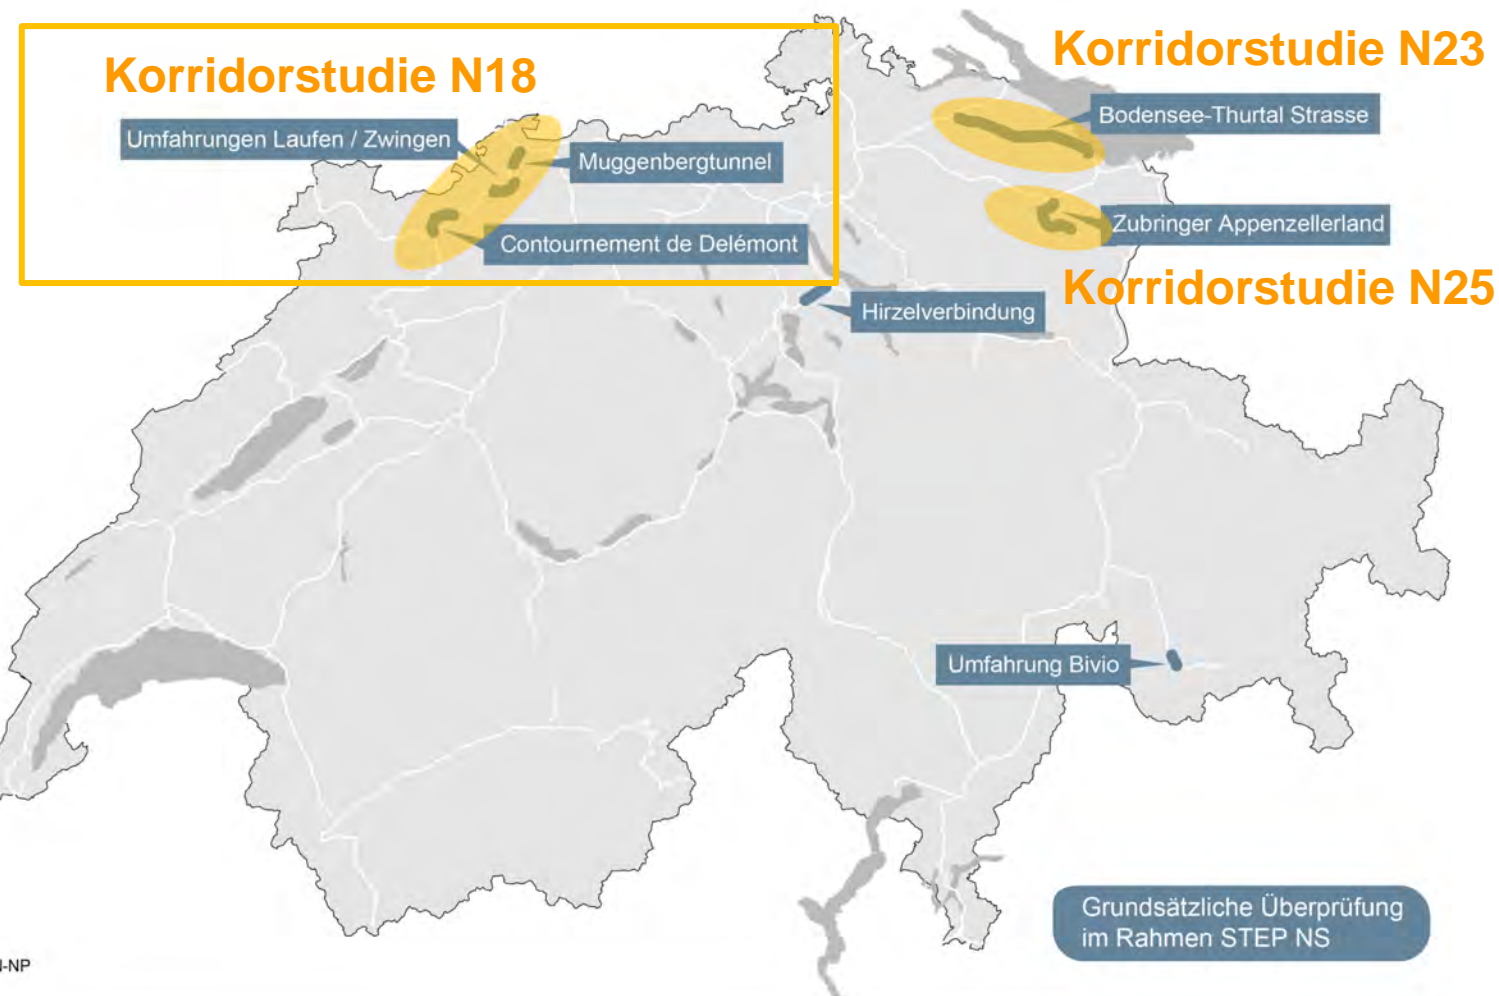 Korridorstudie N18
Korridorstudie N23
Umfahrungen Laufen / Zwingen
Bodensee-Thurtal Strasse
Muggenbergtunnel
Contournement de Delémont
Zubringer Appenzellerland
Korridorstudie N25
Hirzelverbindung
Umfahrung Bivio
Grundsätzliche Überprüfung
im Rahmen STEP NS
-NP